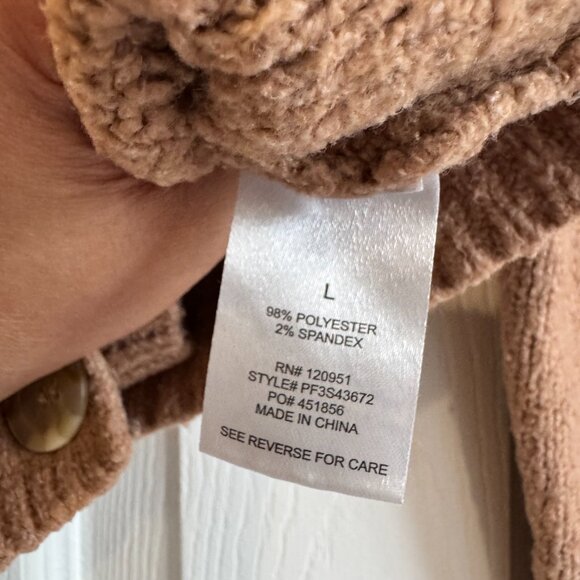 L
98% POLYESTER
2% SPANDEX
RN# 120951
STYLE# PF3S43672
PO# 451856
MADE IN CHINA
SEE REVERSE FOR CARE